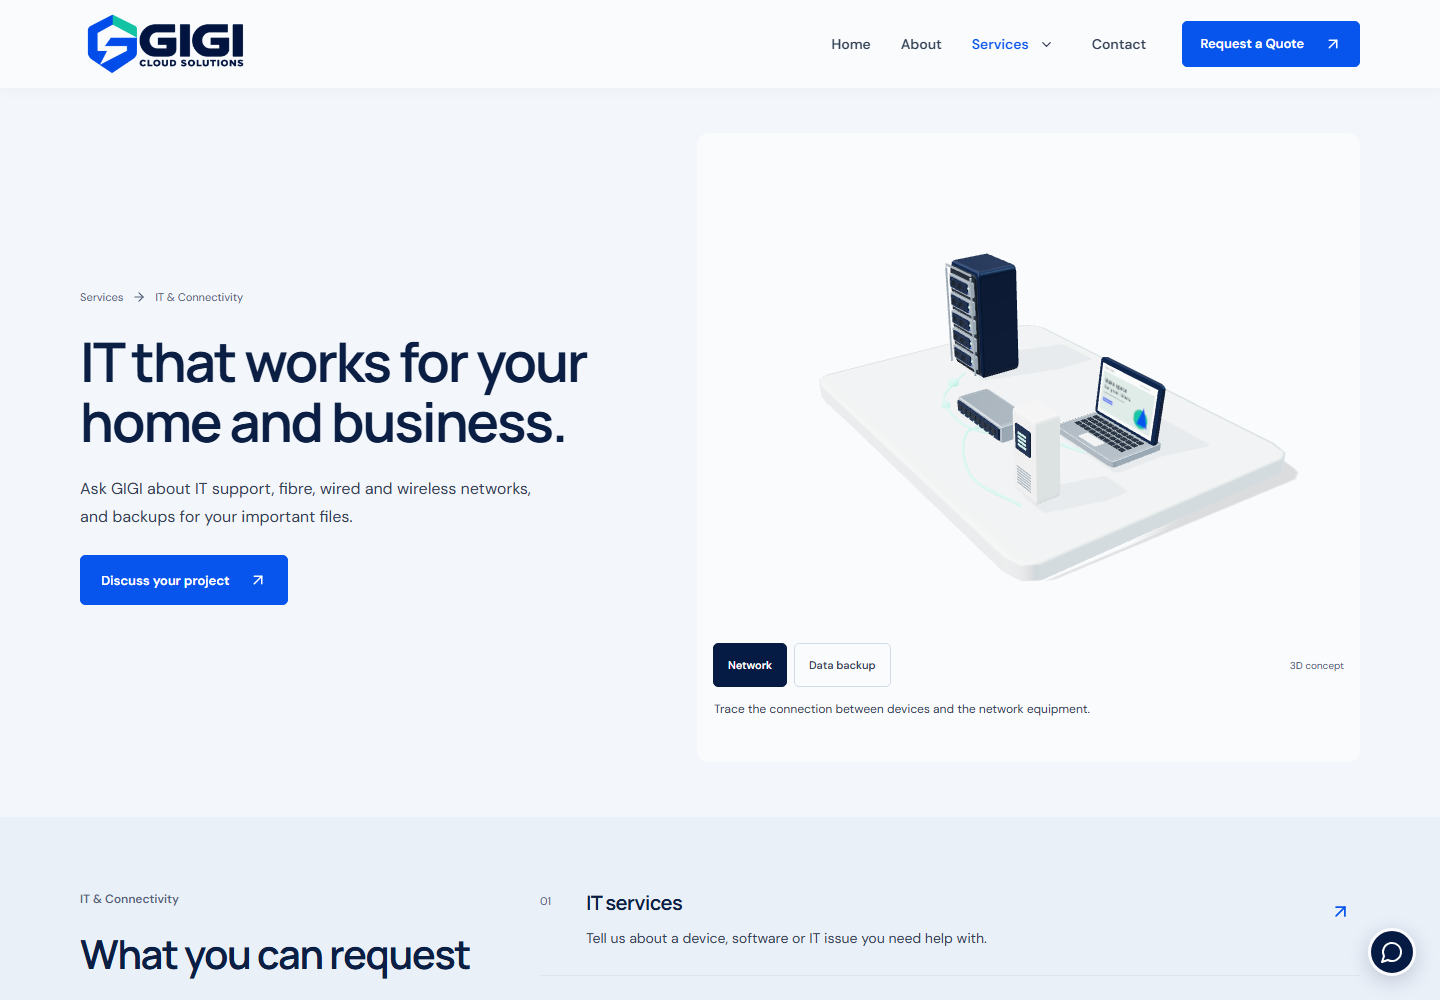 GIGI
CLOUD SOLUTIONS
Home
About
Services
Contact
Request a Quote
Services
IT & Connectivity
IT that works for your
home and business.
Ask GIGI about IT support, fibre, wired and wireless networks,
and backups for your important files.
Discuss your project
Network
Data backup
3D concept
Trace the connection between devices and the network equipment.
IT & Connectivity
What you can request
01
IT services
Tell us about a device, software or IT issue you need help with.